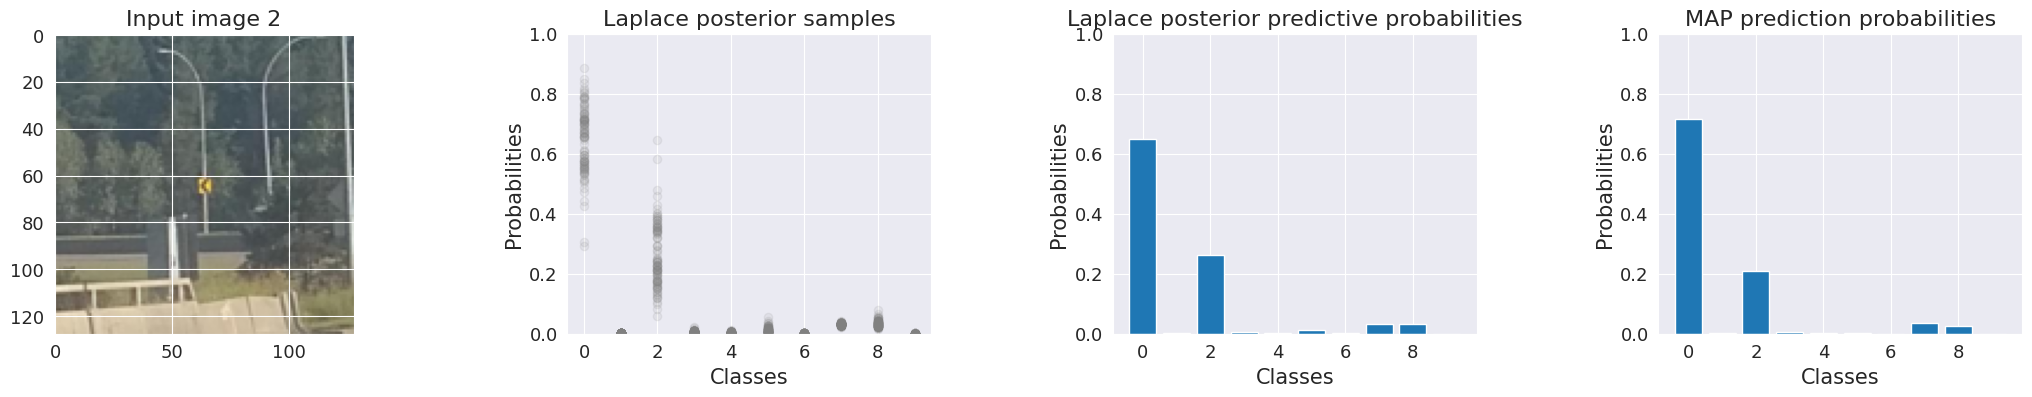 Input image 2
0
20
40
60
80
100
120
0 50 100
Laplace posterior samples
1.0
0.8
0.6
0.4
0.2
0.0
Probabilities
0 2 4 6 8
Classes
Laplace posterior predictive probabilities
1.0
0.8
0.6
0.4
0.2
0.0
Probabilities
0 2 4 6 8
Classes
MAP prediction probabilities
1.0
0.8
0.6
0.4
0.2
0.0
Probabilities
0 2 4 6 8
Classes